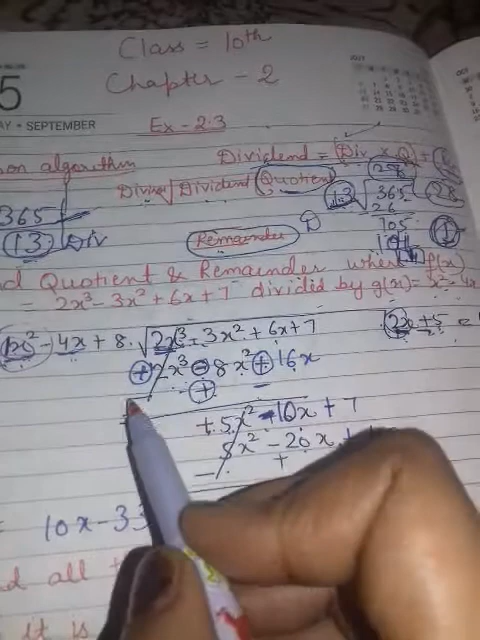 Class = 10th
Chapter - 2
5
AY • SEPTEMBER
Ex - 2.3
on algorithm
Dividend = Div × Q +
Divisor √ Dividend ( Quotient
13 √ 365 ( 28
26
105
104
1
365
13 → Div
Remainder
Quotient & Remainder where f(x)
= 2x³ - 3x² + 6x + 7 divided by g(x) = x² - 4x
x² - 4x + 8 √ 2x³ - 3x² + 6x + 7
2x + 5 =
2x³ - 8x² + 16x
+ 5x² - 10x + 7
5x² - 20x +
- +
= 10x - 33
d all
it is